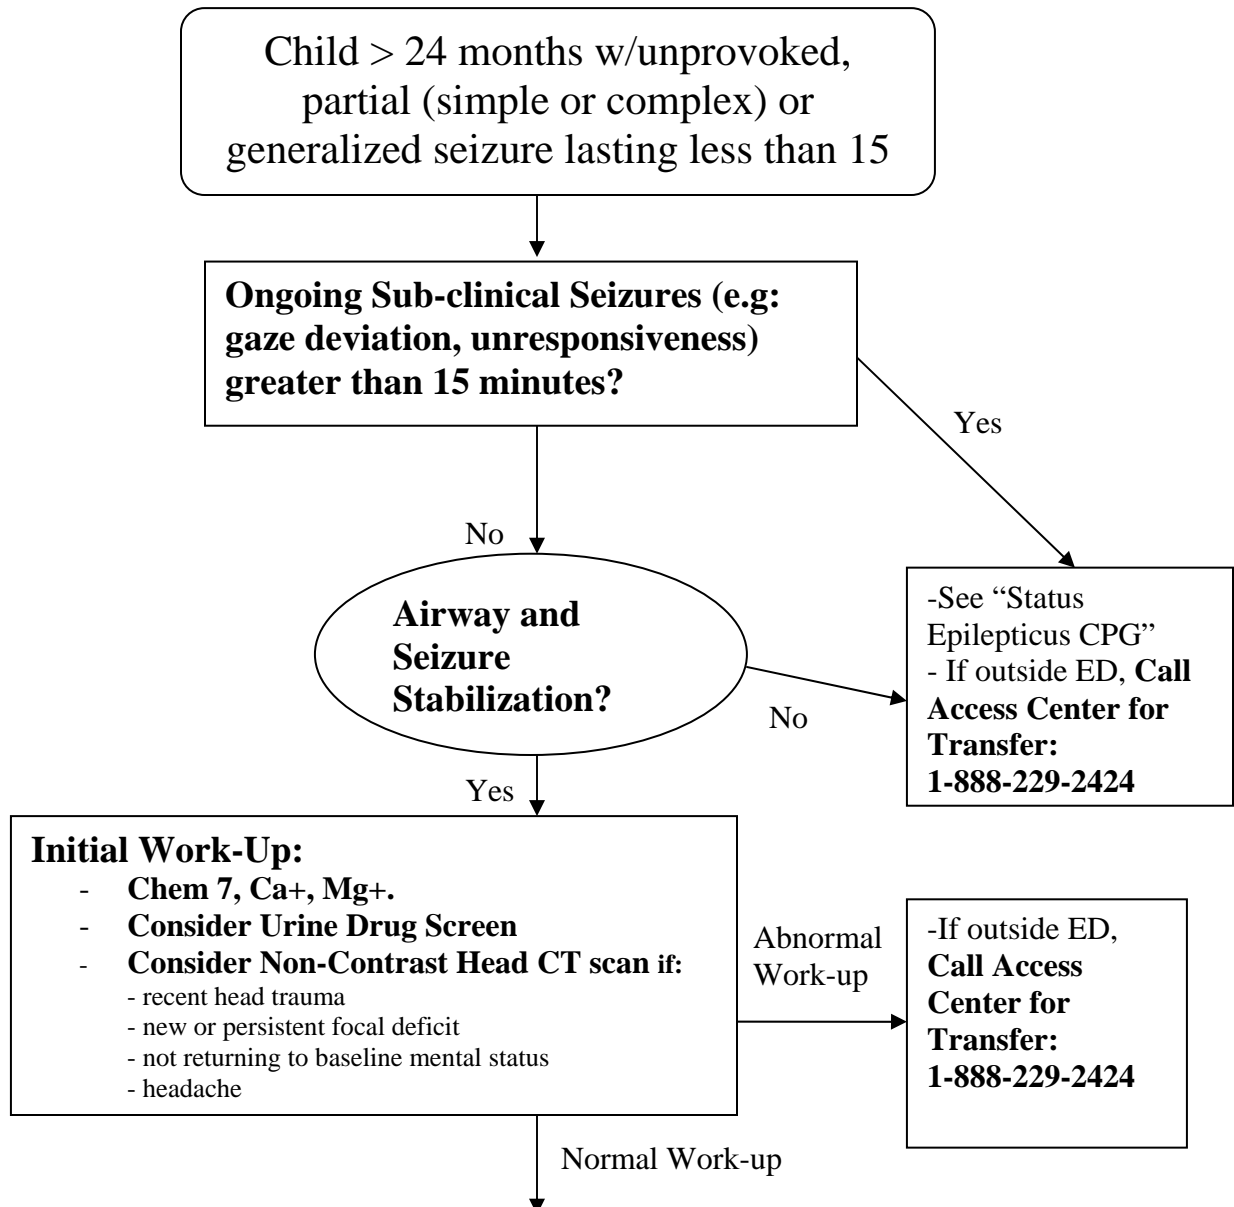 Child > 24 months w/unprovoked,
partial (simple or complex) or
generalized seizure lasting less than 15
Ongoing Sub-clinical Seizures (e.g:
gaze deviation, unresponsiveness)
greater than 15 minutes?
Yes
No
Airway and
Seizure
Stabilization?
No
-See “Status
Epilepticus CPG”
- If outside ED, Call
Access Center for
Transfer:
1-888-229-2424
Yes
Initial Work-Up:
- Chem 7, Ca+, Mg+.
- Consider Urine Drug Screen
- Consider Non-Contrast Head CT scan if:
- recent head trauma
- new or persistent focal deficit
- not returning to baseline mental status
- headache
Abnormal
Work-up
-If outside ED,
Call Access
Center for
Transfer:
1-888-229-2424
Normal Work-up